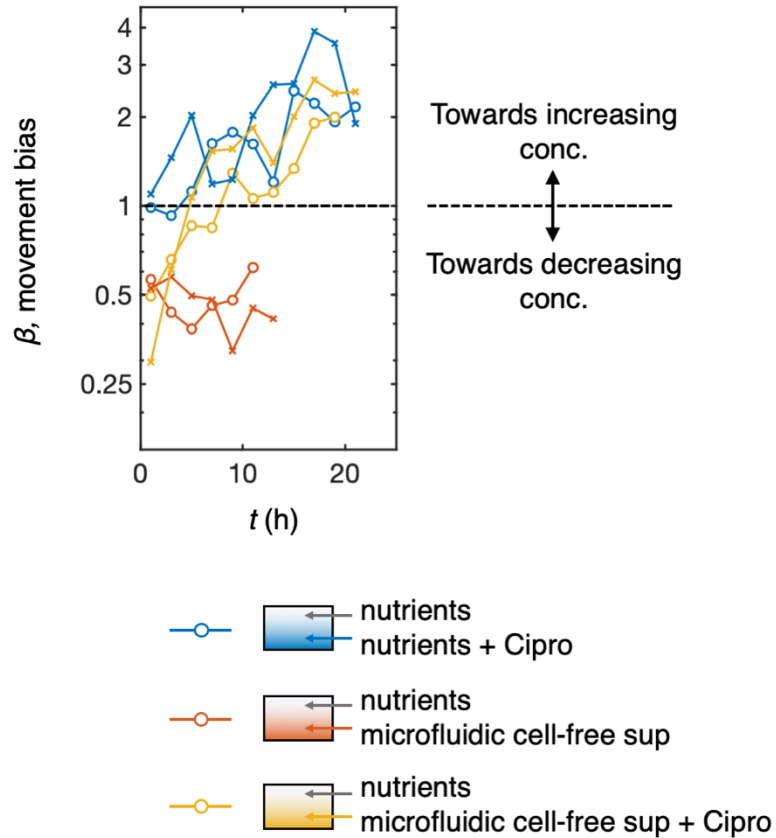 4
3
2
1
0.5
0.25
β, movement bias
0
10
20
t (h)
Towards increasing
conc.
Towards decreasing
conc.
nutrients
nutrients + Cipro
nutrients
microfluidic cell-free sup
nutrients
microfluidic cell-free sup + Cipro